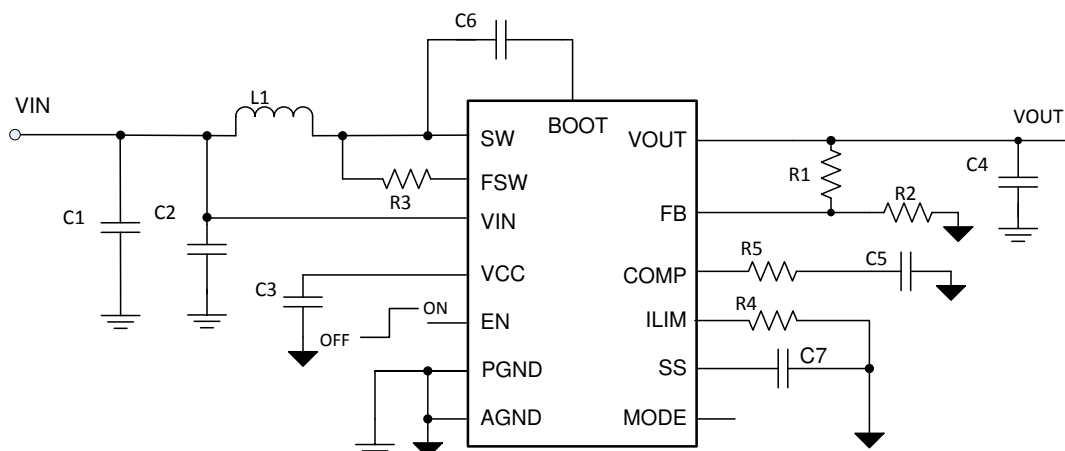 C6
VIN
L1
BOOT
VOUT
SW
VOUT
C4
R1
FSW
R3
R2
C1
C2
VIN
FB
R5
C5
VCC
COMP
C3
ON
R4
EN
ILIM
OFF
C7
PGND
SS
AGND
MODE